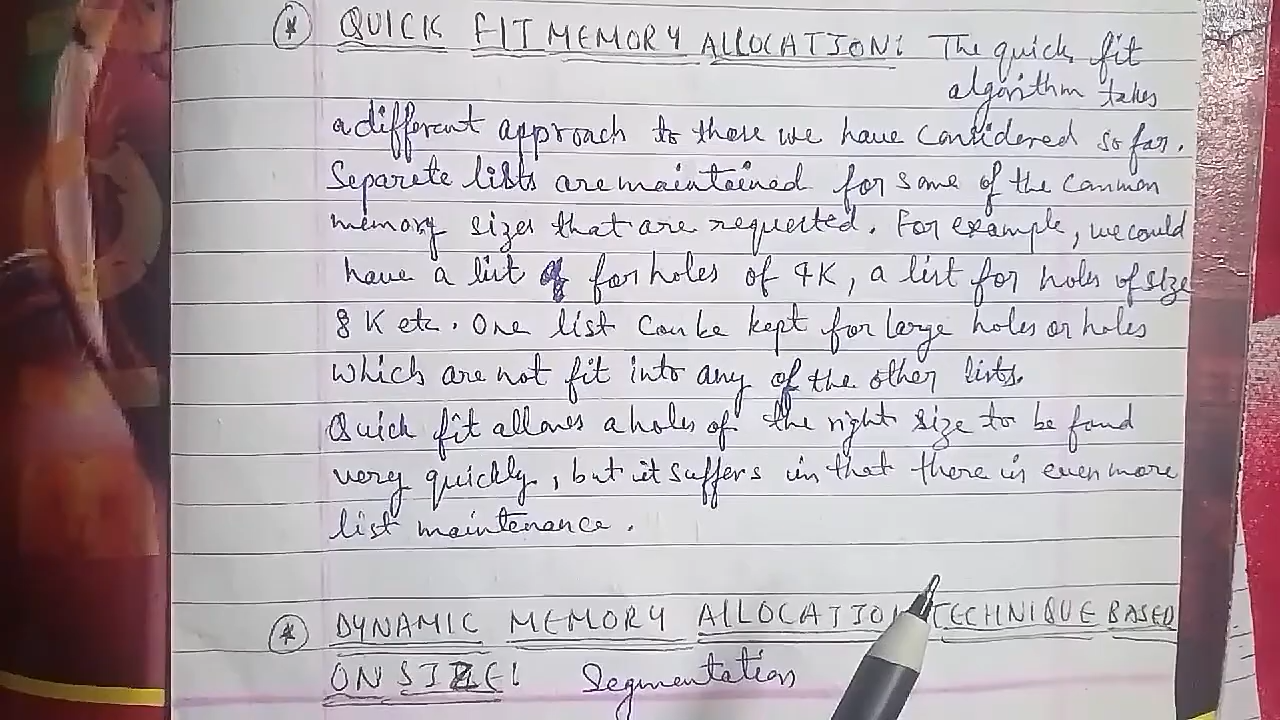 * QUICK FIT MEMORY ALLOCATION: The quick fit
algorithm takes
a different approach to those we have considered so far.
Separate lists are maintained for some of the common
memory sizes that are requested. For example, we could
have a list for holes of 4K, a list for holes of size
8 K etc. One list can be kept for large holes or holes
which are not fit into any of the other lists.
Quick fit allows a holes of the right size to be found
very quickly, but it suffers in that there is even more
list maintenance.
* DYNAMIC MEMORY ALLOCATION TECHNIQUE BASED
ON SIZE: Segmentation